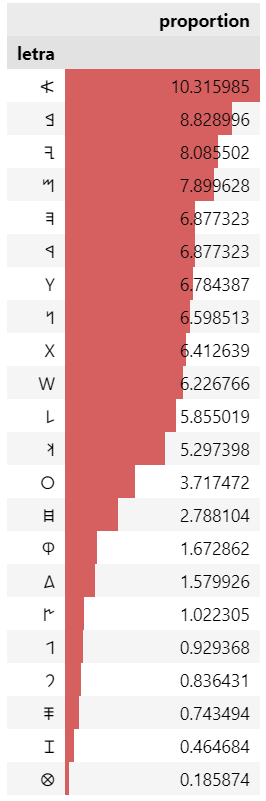 proportion
letra
𐤀 10.315985
𐤁 8.828996
𐤉 8.085502
𐤌 7.899628
𐤄 6.877323
𐤓 6.877323
𐤅 6.784387
𐤍 6.598513
𐤕 6.412639
𐤔 6.226766
𐤋 5.855019
𐤊 5.297398
𐤏 3.717472
𐤇 2.788104
𐤒 1.672862
𐤃 1.579926
𐤑 1.022305
𐤂 0.929368
𐤐 0.836431
𐤎 0.743494
𐤆 0.464684
𐤈 0.185874